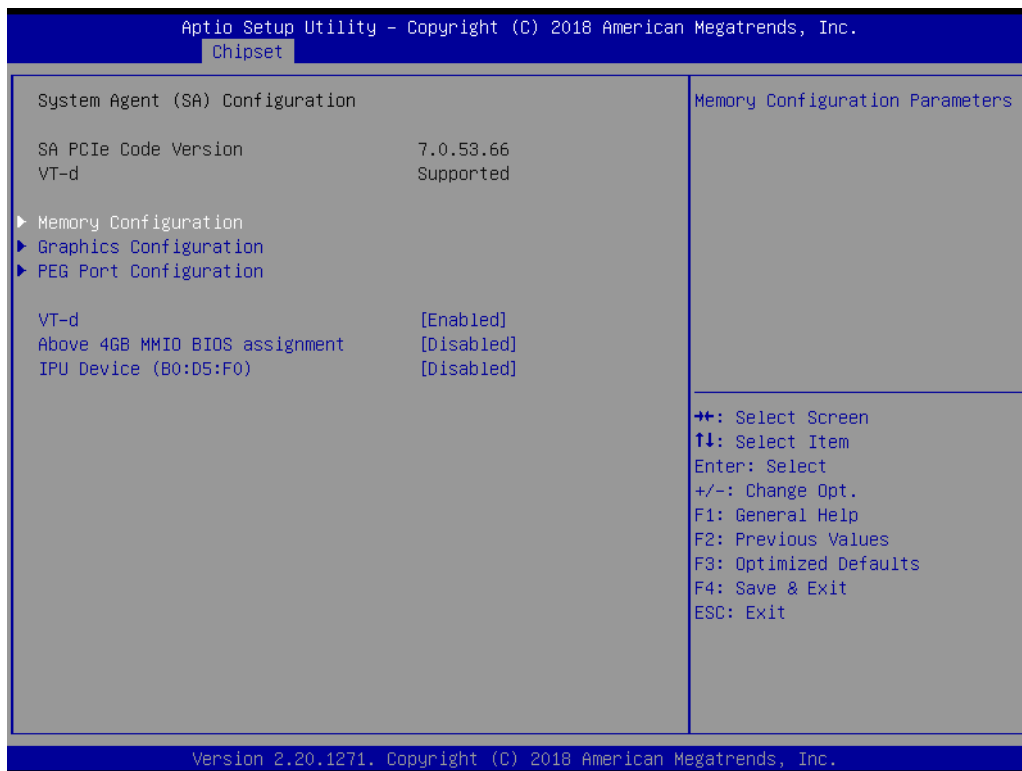 Aptio Setup Utility – Copyright (C) 2018 American Megatrends, Inc.
Chipset
System Agent (SA) Configuration
SA PCIe Code Version 7.0.53.66
VT-d Supported
Memory Configuration
Graphics Configuration
PEG Port Configuration
VT-d [Enabled]
Above 4GB MMIO BIOS assignment [Disabled]
IPU Device (B0:D5:F0) [Disabled]
Memory Configuration Parameters
→←: Select Screen
↑↓: Select Item
Enter: Select
+/-: Change Opt.
F1: General Help
F2: Previous Values
F3: Optimized Defaults
F4: Save & Exit
ESC: Exit
Version 2.20.1271. Copyright (C) 2018 American Megatrends, Inc.